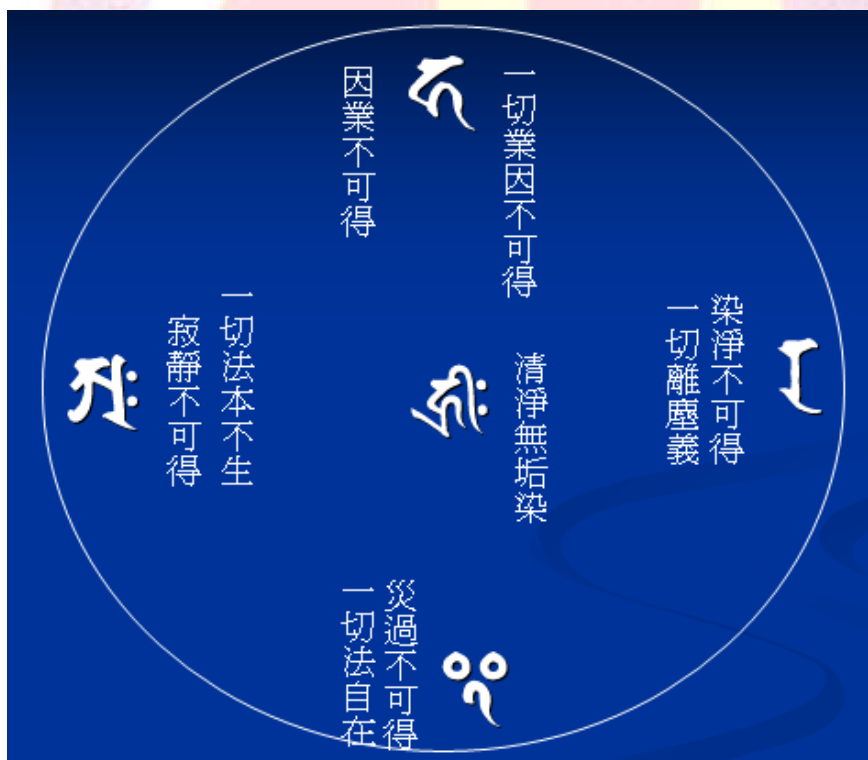 𑖮
一切業因不可得
因業不可得
𑖨
染淨不可得
一切離塵義
𑖮𑖿𑖨𑖱𑖾
清淨無垢染
一切法本不生
寂靜不可得
𑖀𑖾
災過不可得
一切法自在
𑖃